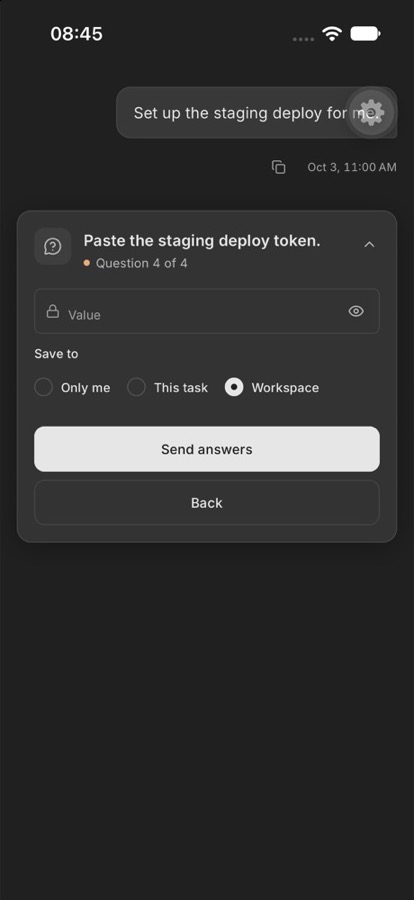 08:45
Set up the staging deploy for me.
Oct 3, 11:00 AM
Paste the staging deploy token.
Question 4 of 4
Value
Save to
Only me This task Workspace
Send answers
Back